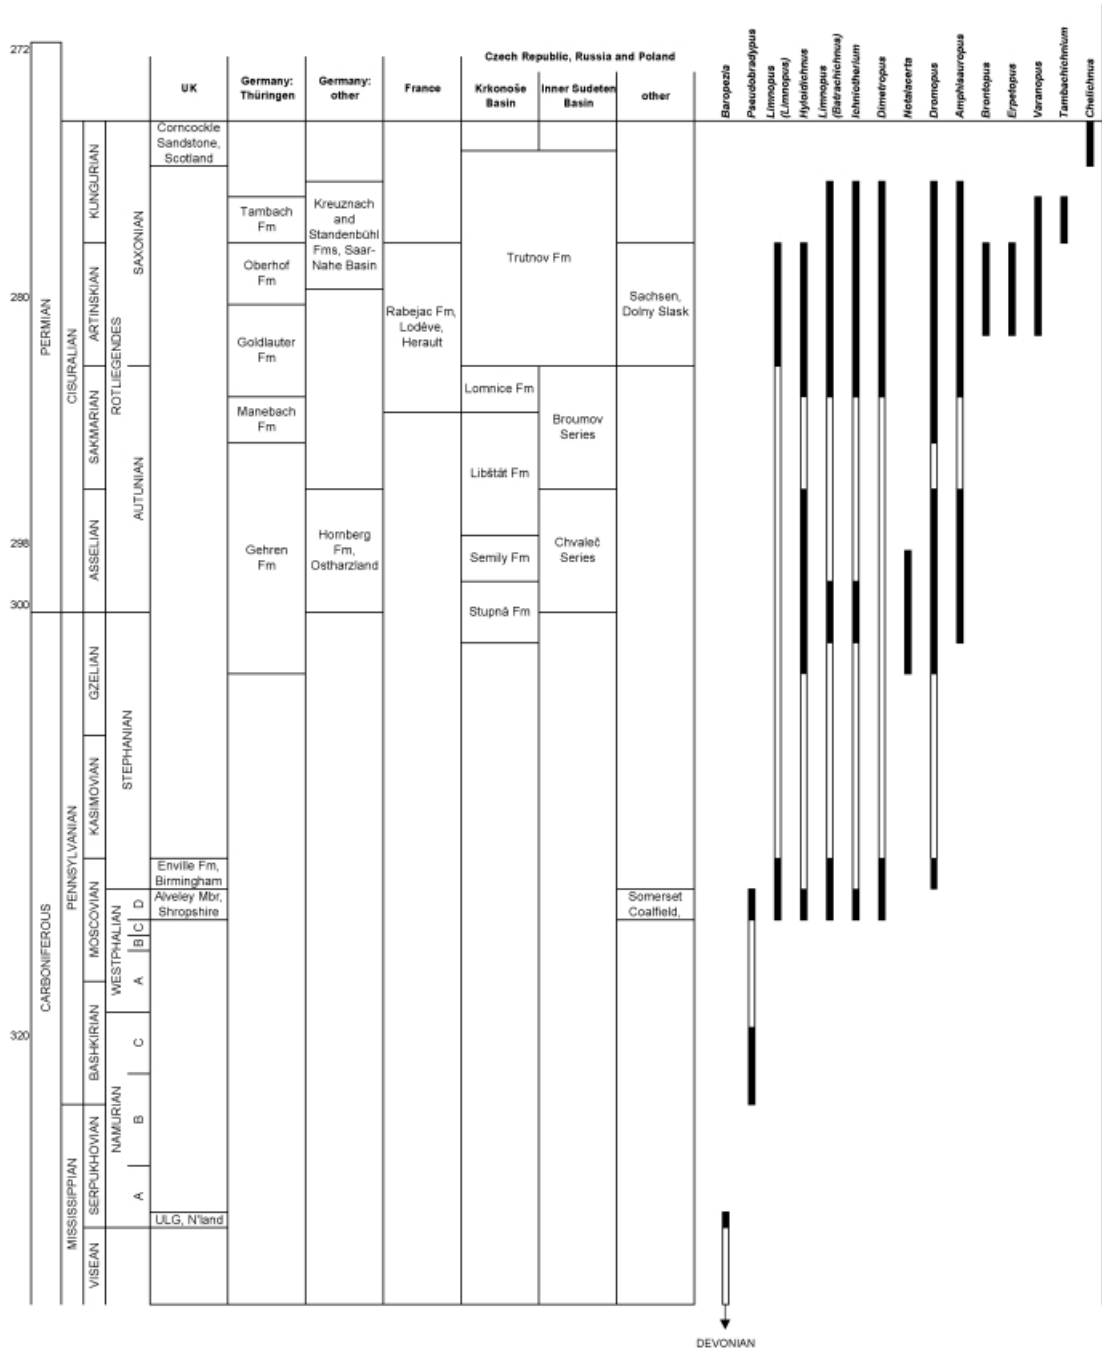 272
280
298
300
320
PERMIAN
CARBONIFEROUS
CISURALIAN
PENNSYLVANIAN
MISSISSIPPIAN
KUNGURIAN
ARTINSKIAN
SAKMARIAN
ASSELIAN
GZELIAN
KASIMOVIAN
MOSCOVIAN
BASHKIRIAN
SERPUKHOVIAN
VISEAN
ROTLIEGENDES
SAXONIAN
AUTUNIAN
STEPHANIAN
WESTPHALIAN
D
C
B
A
NAMURIAN
C
B
A
UK
Corncockle
Sandstone,
Scotland
Enville Fm,
Birmingham
Alveley Mbr,
Shropshire
ULG, N'land
Germany:
Thüringen
Tambach
Fm
Oberhof
Fm
Goldlauter
Fm
Manebach
Fm
Gehren
Fm
Germany:
other
Kreuznach
and
Standenbühl
Fms, Saar-
Nahe Basin
Hornberg
Fm,
Ostharzland
France
Rabejac Fm,
Lodève,
Herault
Czech Republic, Russia and Poland
Krkonoše
Basin
Inner Sudeten
Basin
other
Trutnov Fm
Lomnice Fm
Libštát Fm
Semily Fm
Stupná Fm
Broumov
Series
Chvaleč
Series
Sachsen,
Dolny Slask
Somerset
Coalfield,
Baropezia
Pseudobradypus
Limnopus
(Limnopus)
Hyloidichnus
Limnopus
(Batrachichnus)
Ichniotherium
Dimetropus
Notalacerta
Dromopus
Amphisauropus
Brontopus
Erpetopus
Varanopus
Tambachichnium
Chelichnus
DEVONIAN